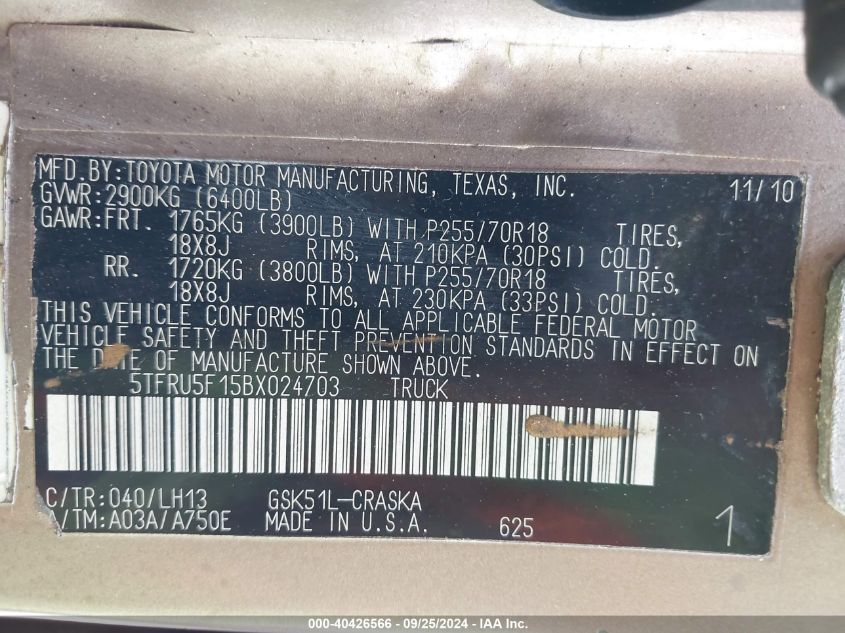 MFD.BY:TOYOTA MOTOR MANUFACTURING, TEXAS, INC. 11/10
GVWR:2900KG (6400LB)
GAWR:FRT. 1765KG (3900LB) WITH P255/70R18 TIRES,
18X8J RIMS, AT 210KPA (30PSI) COLD.
RR. 1720KG (3800LB) WITH P255/70R18 TIRES,
18X8J RIMS, AT 230KPA (33PSI) COLD.
THIS VEHICLE CONFORMS TO ALL APPLICABLE FEDERAL MOTOR
VEHICLE SAFETY AND THEFT PREVENTION STANDARDS IN EFFECT ON
THE DATE OF MANUFACTURE SHOWN ABOVE.
5TFRU5F15BX024703 TRUCK
C/TR:040/LH13 GSK51L-CRASKA
/TM:A03A/A750E MADE IN U.S.A. 625 1
000-40426566 - 09/25/2024 - IAA Inc.